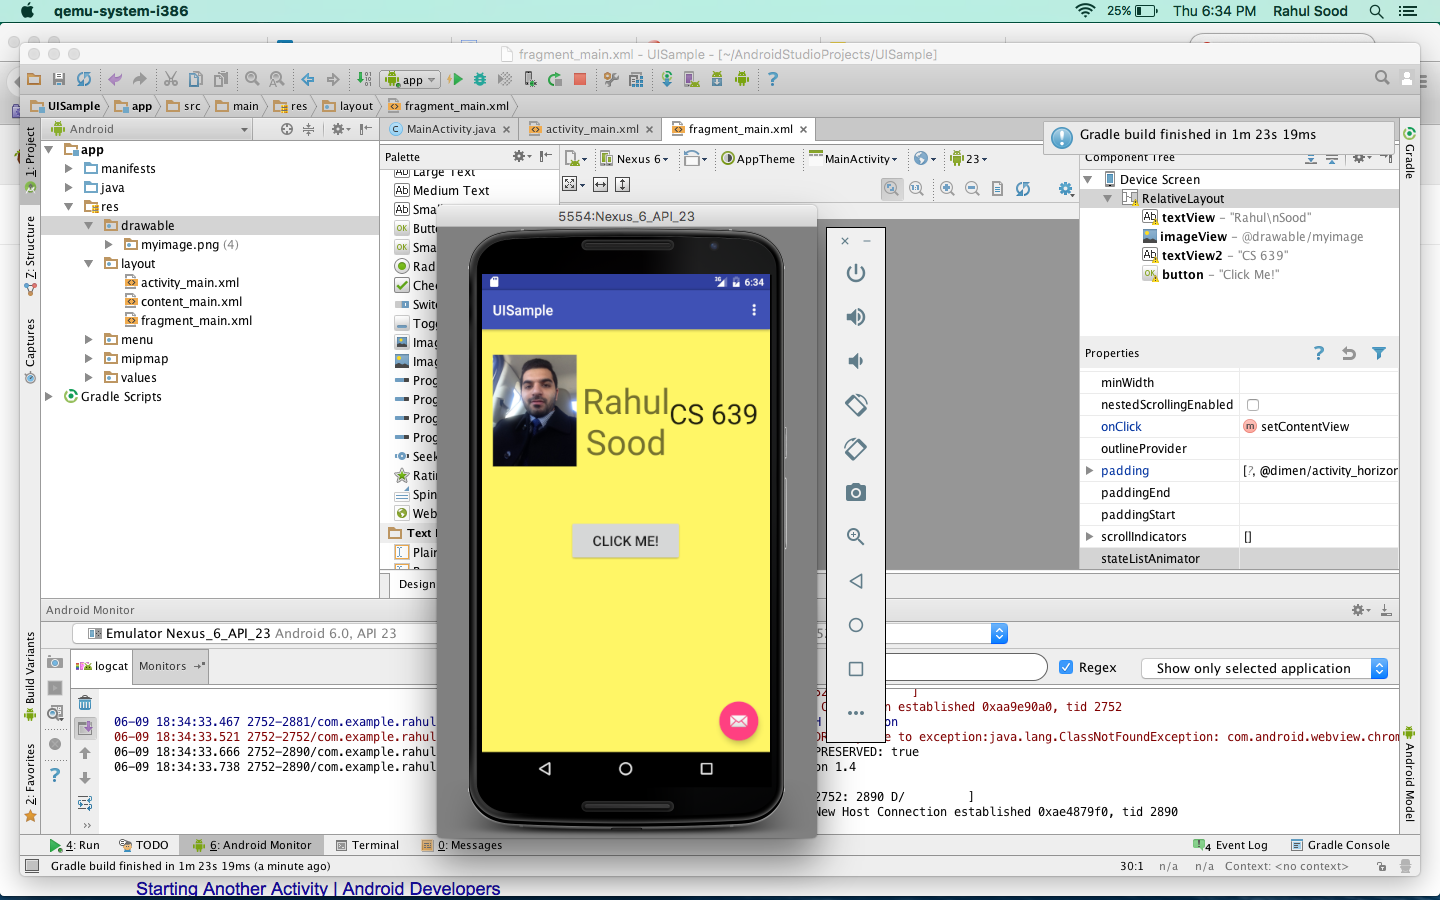 qemu-system-i386
25%
Thu 6:34 PM
Rahul Sood
fragment_main.xml - UISample - [~/AndroidStudioProjects/UISample]
app
UISample
app
src
main
res
layout
fragment_main.xml
Android
MainActivity.java
activity_main.xml
fragment_main.xml
Gradle build finished in 1m 23s 19ms
1: Project
7: Structure
Captures
Build Variants
2: Favorites
app
manifests
java
res
drawable
myimage.png (4)
layout
activity_main.xml
content_main.xml
fragment_main.xml
menu
mipmap
values
Gradle Scripts
Palette
Large Text
Medium Text
Sma
Butt
Sma
Rad
Che
Swit
Togg
Ima
Ima
Prog
Prog
Prog
Prog
Seek
Ratin
Spin
Web
Text
Plair
Design
Nexus 6
AppTheme
MainActivity
23
5554:Nexus_6_API_23
6:34
UISample
Rahul
Sood
CS 639
CLICK ME!
Component Tree
Device Screen
RelativeLayout
textView - "Rahul\nSood"
imageView - @drawable/myimage
textView2 - "CS 639"
button - "Click Me!"
Properties
minWidth
nestedScrollingEnabled
onClick
setContentView
outlineProvider
padding
[?, @dimen/activity_horizon
paddingEnd
paddingStart
scrollIndicators
[]
stateListAnimator
Gradle
Android Model
Android Monitor
Emulator Nexus_6_API_23 Android 6.0, API 23
logcat
Monitors
Regex
Show only selected application
06-09 18:34:33.467 2752-2881/com.example.rahul
06-09 18:34:33.521 2752-2752/com.example.rahul
06-09 18:34:33.666 2752-2890/com.example.rahul
06-09 18:34:33.738 2752-2890/com.example.rahul
]
n established 0xaa9e90a0, tid 2752
ion
e to exception:java.lang.ClassNotFoundException: com.android.webview.chrom
PRESERVED: true
on 1.4
2752: 2890 D/ ]
New Host Connection established 0xae4879f0, tid 2890
4: Run
TODO
6: Android Monitor
Terminal
0: Messages
4 Event Log
Gradle Console
Gradle build finished in 1m 23s 19ms (a minute ago)
30:1
n/a
n/a
Context: <no context>
Starting Another Activity | Android Developers